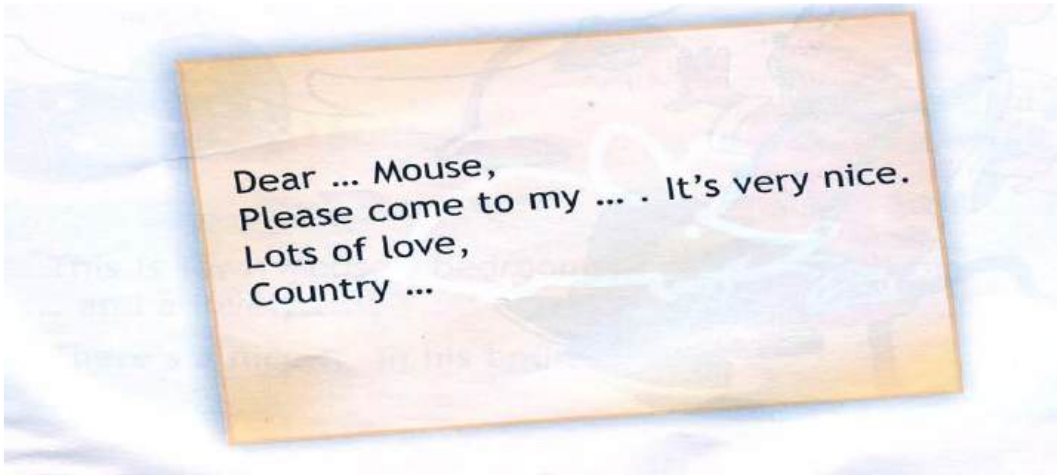 Dear ... Mouse,
Please come to my ... . It's very nice.
Lots of love,
Country ...